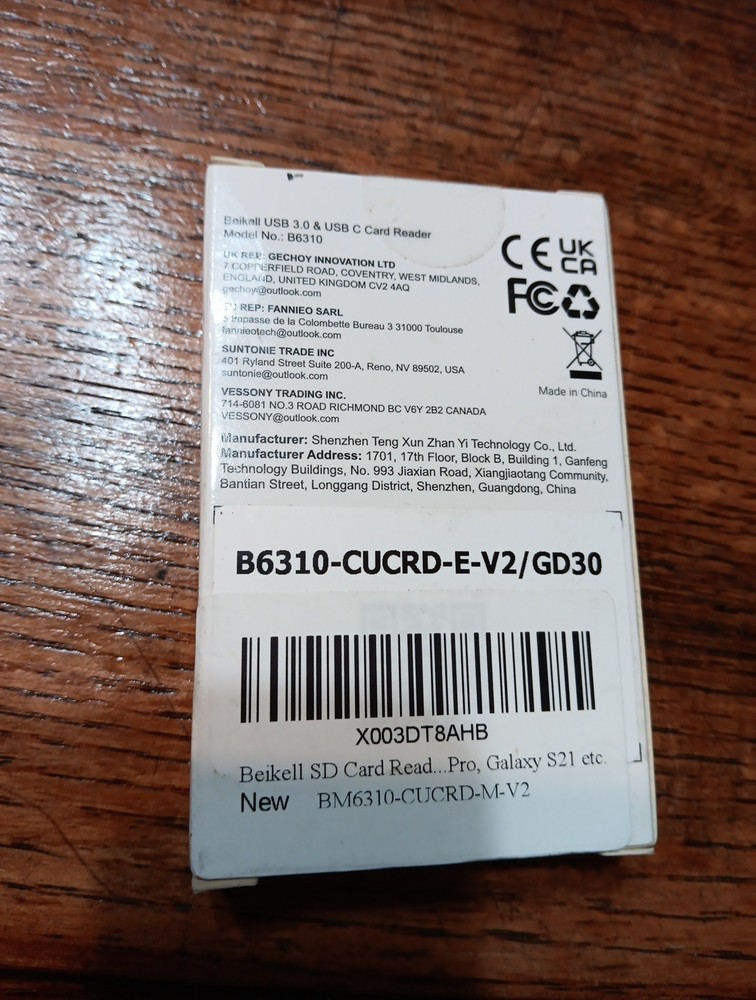 Beikell USB 3.0 & USB C Card Reader
Model No.: B6310
UK REP: GECHOY INNOVATION LTD
7 COPPERFIELD ROAD, COVENTRY, WEST MIDLANDS,
ENGLAND, UNITED KINGDOM CV2 4AQ
gechoy@outlook.com
EU REP: FANNIEO SARL
5 Impasse de la Colombette Bureau 3 31000 Toulouse
fannieotech@outlook.com
SUNTONIE TRADE INC
401 Ryland Street Suite 200-A, Reno, NV 89502, USA
suntonie@outlook.com
VESSONY TRADING INC.
714-6081 NO.3 ROAD RICHMOND BC V6Y 2B2 CANADA
VESSONY@outlook.com
CE
UK
CA
FC
Made in China
Manufacturer: Shenzhen Teng Xun Zhan Yi Technology Co., Ltd.
Manufacturer Address: 1701, 17th Floor, Block B, Building 1, Ganfeng
Technology Buildings, No. 993 Jiaxian Road, Xiangjiaotang Community,
Bantian Street, Longgang District, Shenzhen, Guangdong, China
B6310-CUCRD-E-V2/GD30
X003DT8AHB
Beikell SD Card Read...Pro, Galaxy S21 etc.
New BM6310-CUCRD-M-V2